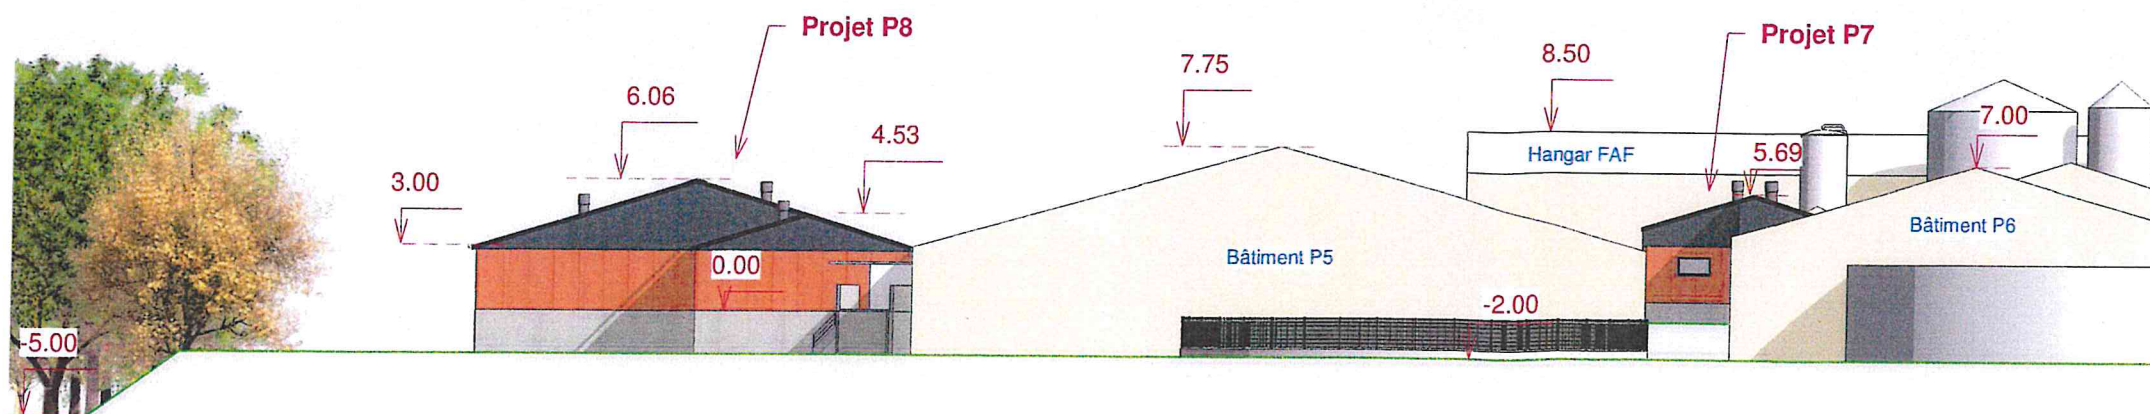 Projet P8
Projet P7
8.50
7.75
6.06
7.00
4.53
Hangar FAF
5.69
3.00
Bâtiment P6
Bâtiment P5
0.00
-2.00
-5.00